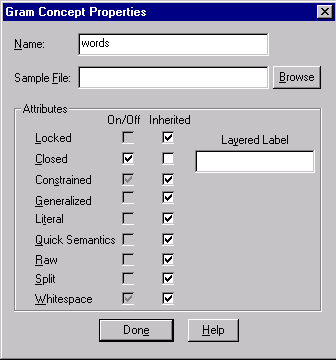 Gram Concept Properties
Name: words
Sample File: Browse
Attributes
On/Off Inherited
Locked Layered Label
Closed
Constrained
Generalized
Literal
Quick Semantics
Raw
Split
Whitespace
Done Help